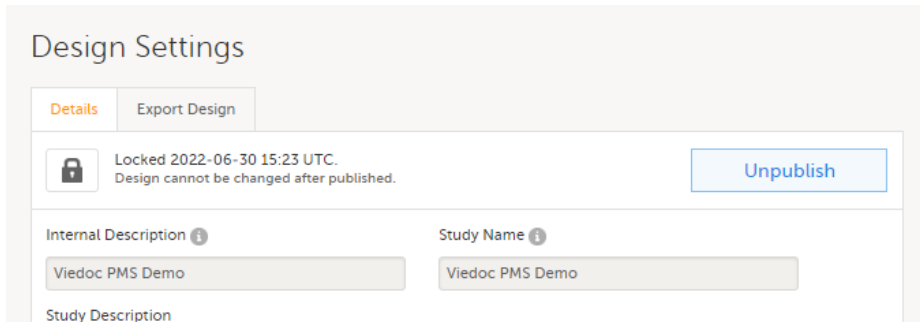 Design Settings
Details
Export Design
Locked 2022-06-30 15:23 UTC.
Design cannot be changed after published.
Unpublish
Internal Description
Study Name
Viedoc PMS Demo
Viedoc PMS Demo
Study Description